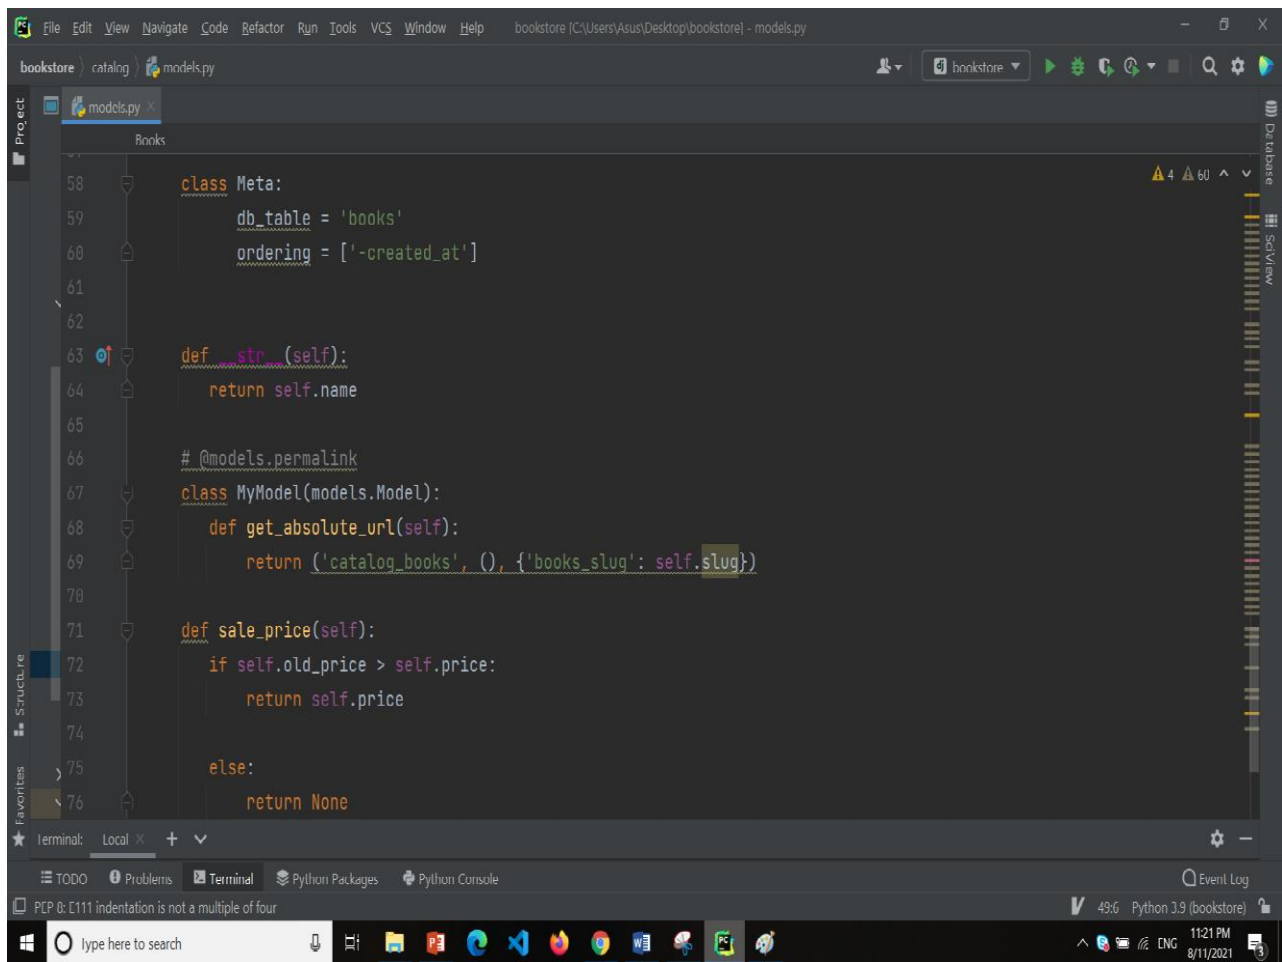 File Edit View Navigate Code Refactor Run Tools VCS Window Help bookstore [C:\Users\Asus\Desktop\bookstore] - models.py
bookstore catalog models.py bookstore
Project
models.py
Database
Books
4 60
58 class Meta:
59 db_table = 'books'
SciView
60 ordering = ['-created_at']
61
62
63 def __str__(self):
64 return self.name
65
66 # @models.permalink
67 class MyModel(models.Model):
68 def get_absolute_url(self):
69 return ('catalog_books', (), {'books_slug': self.slug})
70
71 def sale_price(self):
72 if self.old_price > self.price:
Structure
73 return self.price
74
75 else:
Favorites
76 return None
Terminal: Local
TODO Problems Terminal Python Packages Python Console Event Log
PEP 8: E111 indentation is not a multiple of four 49:6 Python 3.9 (bookstore)
Type here to search ENG 11:21 PM
8/11/2021
3